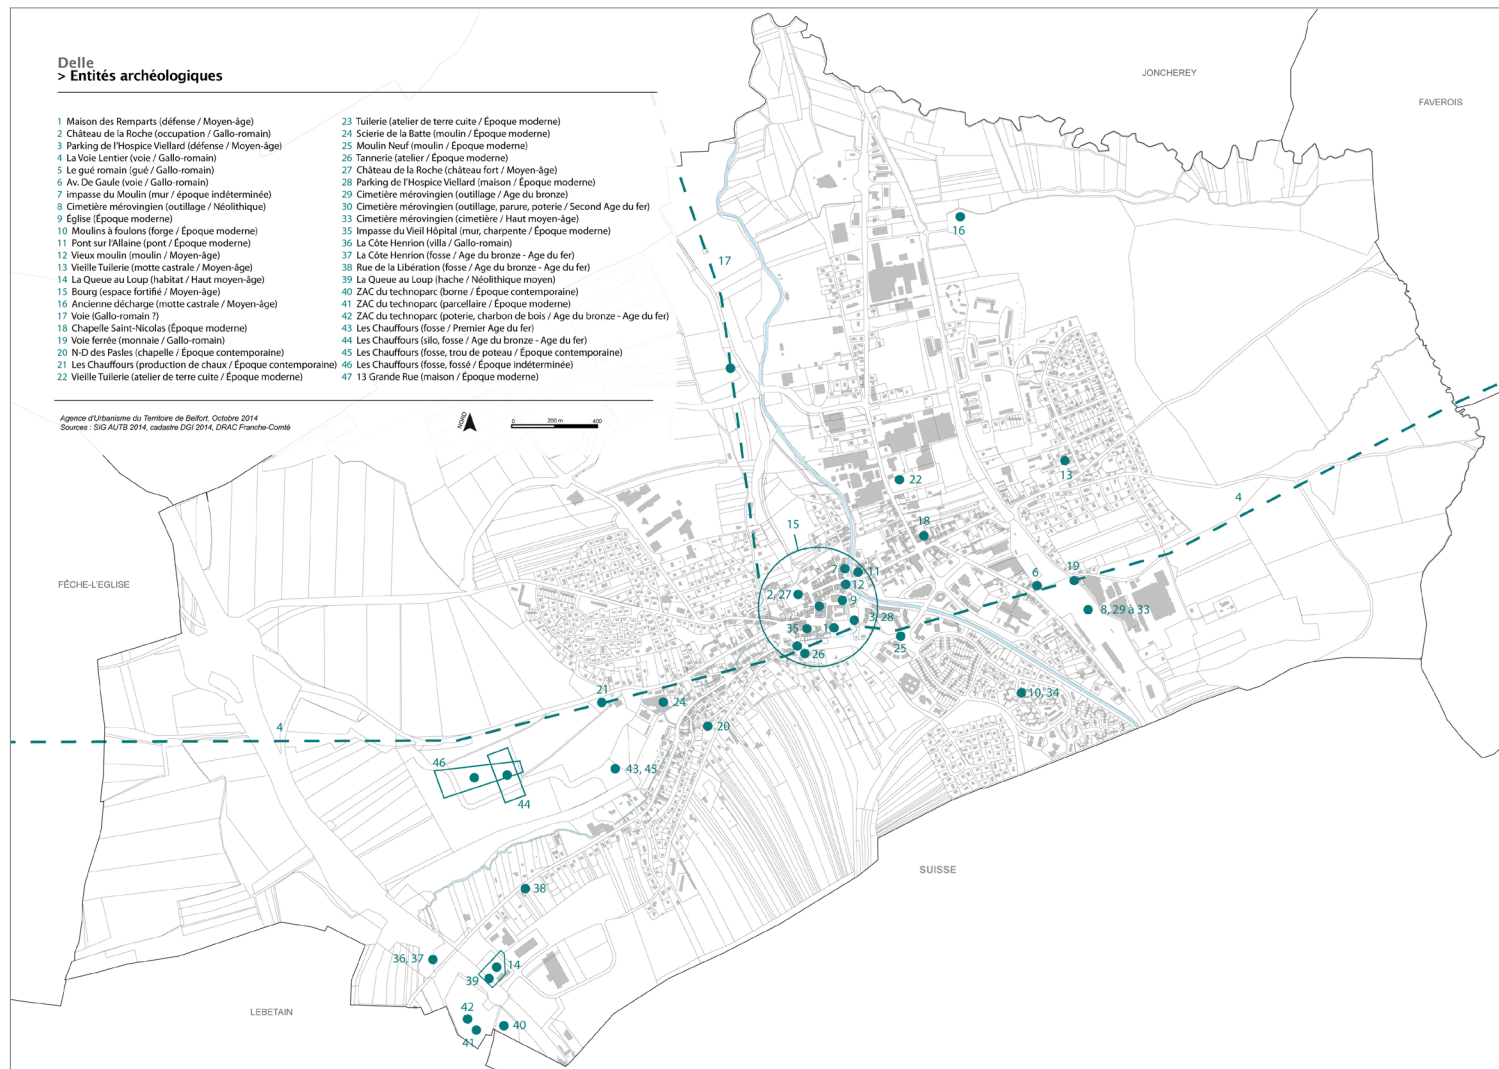 Delle
> Entités archéologiques
1 Maison des Remparts (défense / Moyen-âge)
2 Château de la Roche (occupation / Gallo-romain)
3 Parking de l'Hospice Viellard (défense / Moyen-âge)
4 La Voie Lentier (voie / Gallo-romain)
5 Le gué romain (gué / Gallo-romain)
6 Av. De Gaule (voie / Gallo-romain)
7 impasse du Moulin (mur / époque indéterminée)
8 Cimetière mérovingien (outillage / Néolithique)
9 Église (Époque moderne)
10 Moulins à foulons (forge / Époque moderne)
11 Pont sur l'Allaine (pont / Époque moderne)
12 Vieux moulin (moulin / Moyen-âge)
13 Vieille Tuilerie (motte castrale / Moyen-âge)
14 La Queue au Loup (habitat / Haut moyen-âge)
15 Bourg (espace fortifié / Moyen-âge)
16 Ancienne décharge (motte castrale / Moyen-âge)
17 Voie (Gallo-romain ?)
18 Chapelle Saint-Nicolas (Époque moderne)
19 Voie ferrée (monnaie / Gallo-romain)
20 N-D des Pasles (chapelle / Époque contemporaine)
21 Les Chauffours (production de chaux / Époque contemporaine)
22 Vieille Tuilerie (atelier de terre cuite / Époque moderne)
23 Tuilerie (atelier de terre cuite / Époque moderne)
24 Scierie de la Batte (moulin / Époque moderne)
25 Moulin Neuf (moulin / Époque moderne)
26 Tannerie (atelier / Époque moderne)
27 Château de la Roche (château fort / Moyen-âge)
28 Parking de l'Hospice Viellard (maison / Époque moderne)
29 Cimetière mérovingien (outillage / Age du bronze)
30 Cimetière mérovingien (outillage, parure, poterie / Second Age du fer)
33 Cimetière mérovingien (cimetière / Haut moyen-âge)
35 Impasse du Vieil Hôpital (mur, charpente / Époque moderne)
36 La Côte Henrion (villa / Gallo-romain)
37 La Côte Henrion (fosse / Age du bronze - Age du fer)
38 Rue de la Libération (fosse / Age du bronze - Age du fer)
39 La Queue au Loup (hache / Néolithique moyen)
40 ZAC du technoparc (borne / Époque contemporaine)
41 ZAC du technoparc (parcellaire / Époque moderne)
42 ZAC du technoparc (poterie, charbon de bois / Age du bronze - Age du fer)
43 Les Chauffours (fosse / Premier Age du fer)
44 Les Chauffours (silo, fosse / Age du bronze - Age du fer)
45 Les Chauffours (fosse, trou de poteau / Époque contemporaine)
46 Les Chauffours (fosse, fossé / Époque indéterminée)
47 13 Grande Rue (maison / Époque moderne)
Agence d'Urbanisme du Territoire de Belfort, Octobre 2014
Sources : SIG AUTB 2014, cadastre DGI 2014, DRAC Franche-Comté
NORD
0 200 m 400
JONCHEREY
FAVEROIS
16
17
13
22
4
18
15
7
11
12
6
19
FÊCHE-L'EGLISE
2, 27
9
8, 29 à 33
3, 28
35
1
25
26
10, 34
21
24
4
20
46
43, 45
44
SUISSE
38
36, 37
14
39
LEBETAIN
42
40
41